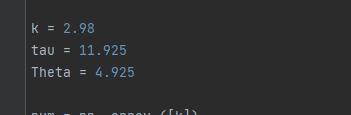 k = 2.98
tau = 11.925
Theta = 4.925